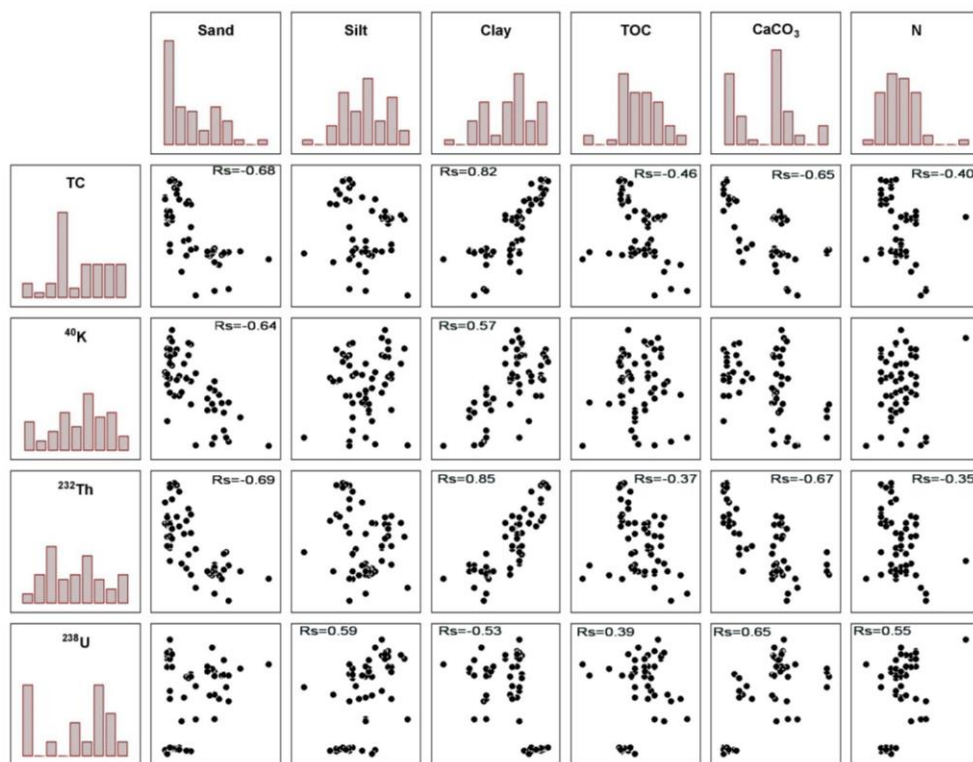 Sand Silt Clay TOC CaCO₃ N
TC Rs=-0.68 Rs=0.82 Rs=-0.46 Rs=-0.65 Rs=-0.40
⁴⁰K Rs=-0.64 Rs=0.57
²³²Th Rs=-0.69 Rs=0.85 Rs=-0.37 Rs=-0.67 Rs=-0.35
²³⁸U Rs=0.59 Rs=-0.53 Rs=0.39 Rs=0.65 Rs=0.55